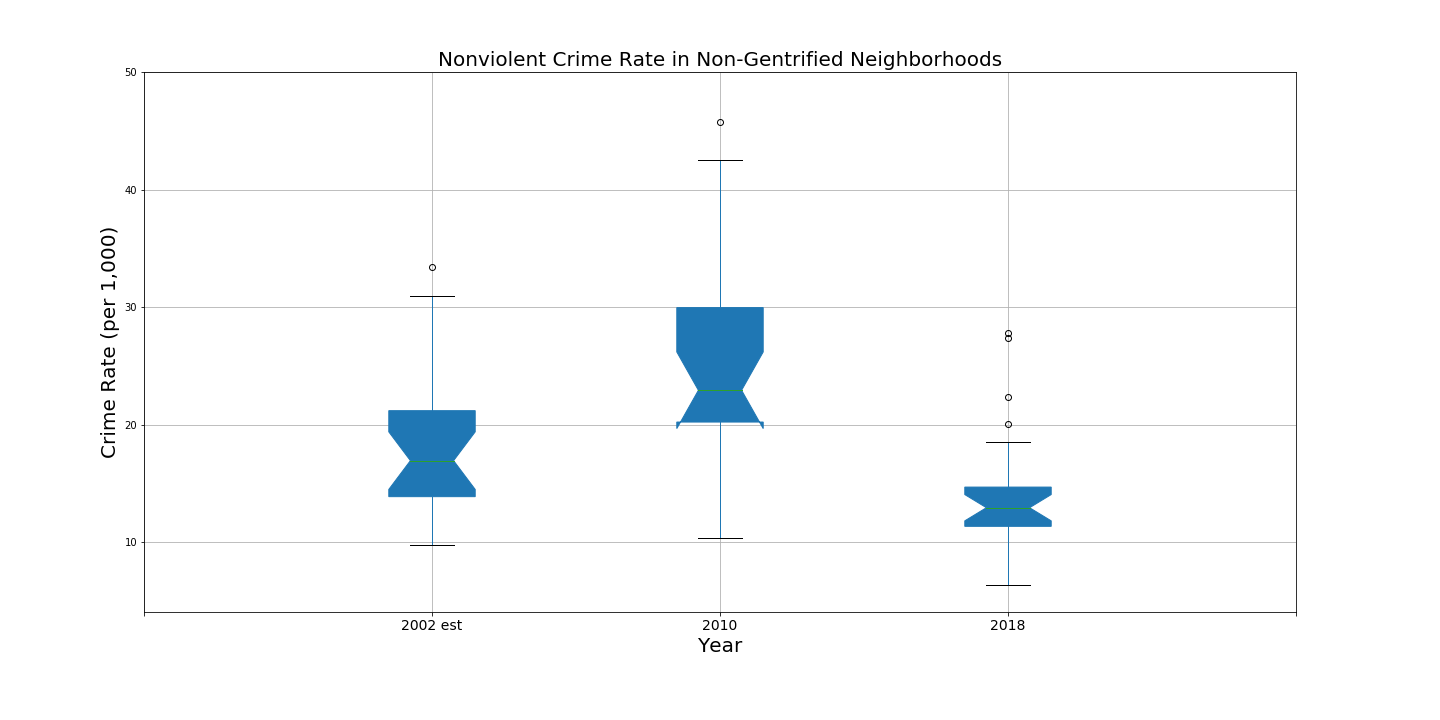 Nonviolent Crime Rate in Non-Gentrified Neighborhoods
50
40
30
20
10
Crime Rate (per 1,000)
2002 est
2010
2018
Year